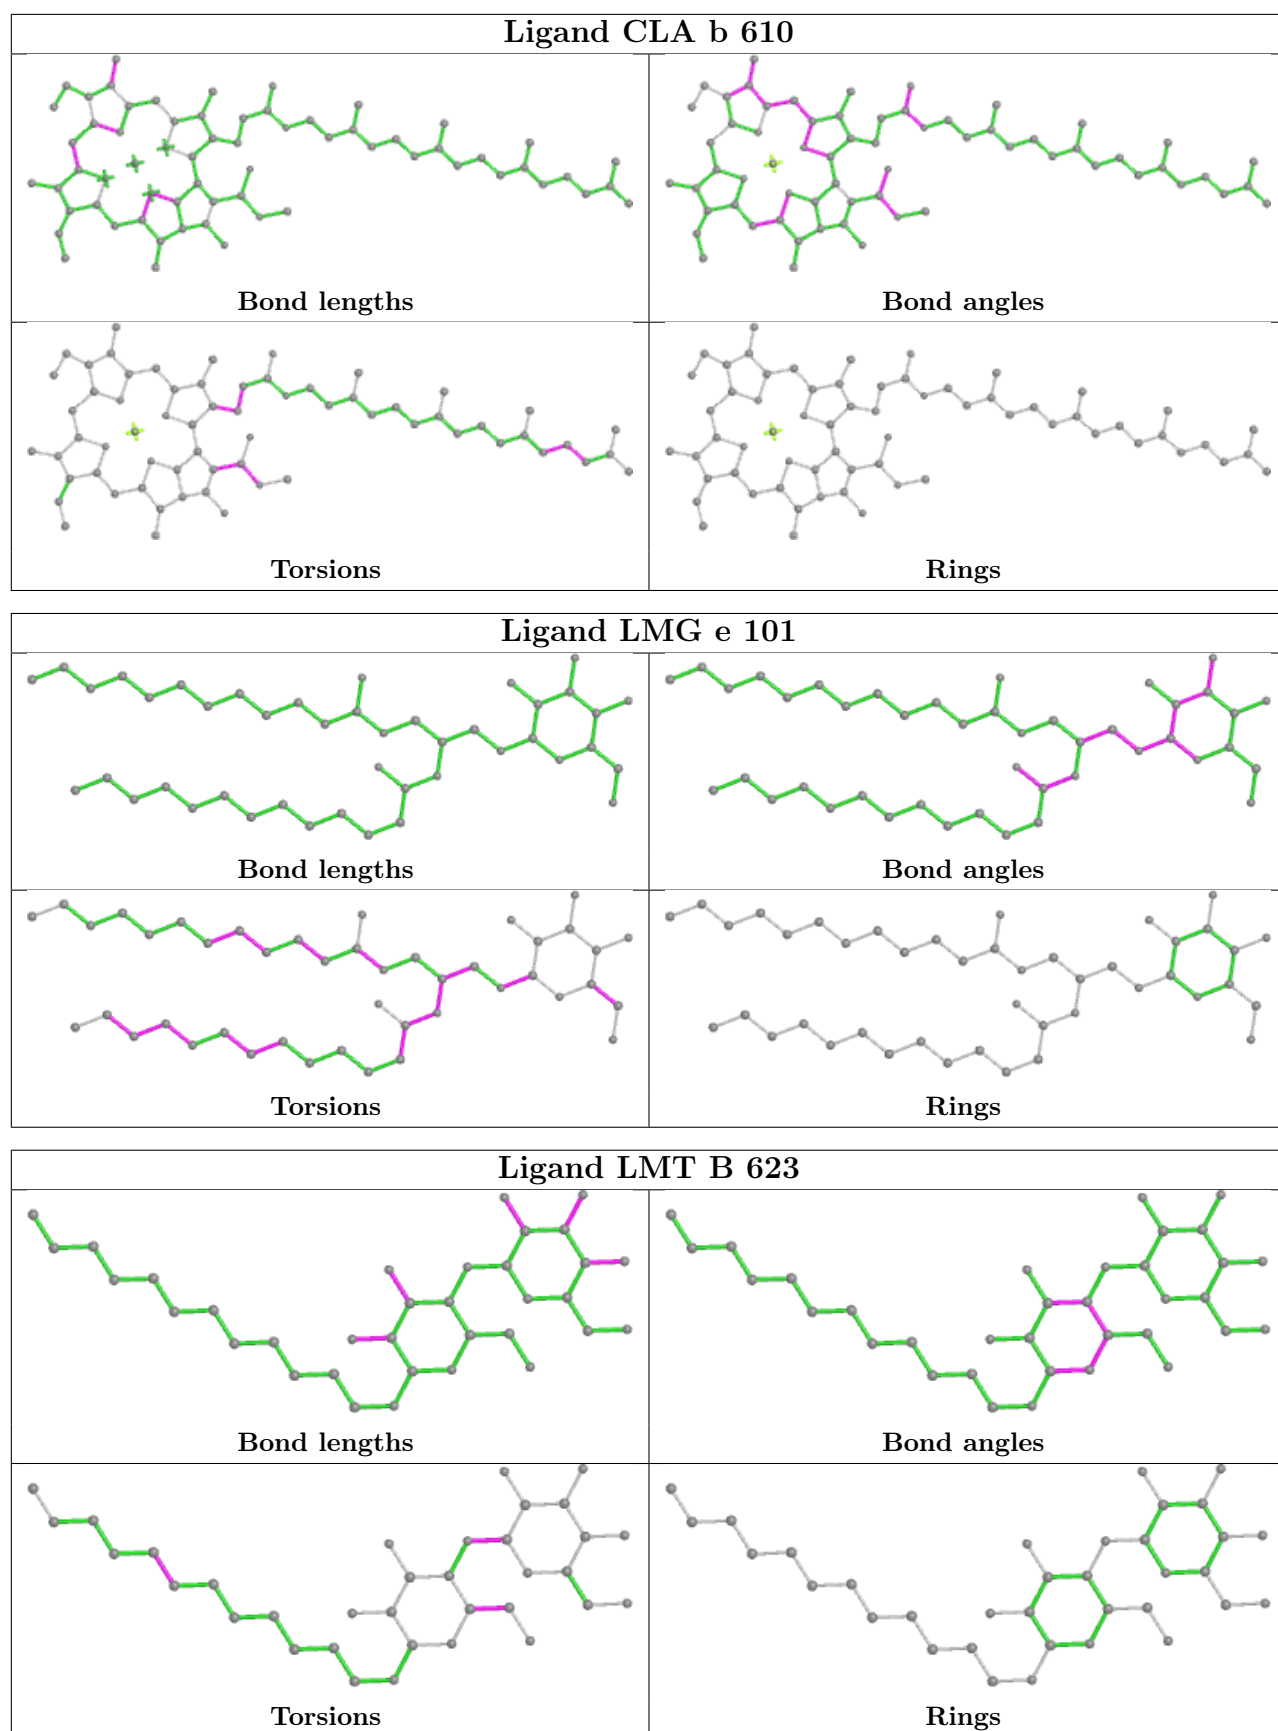 Ligand CLA b 610
Bond lengths
Bond angles
Torsions
Rings
Ligand LMG e 101
Bond lengths
Bond angles
Torsions
Rings
Ligand LMT B 623
Bond lengths
Bond angles
Torsions
Rings